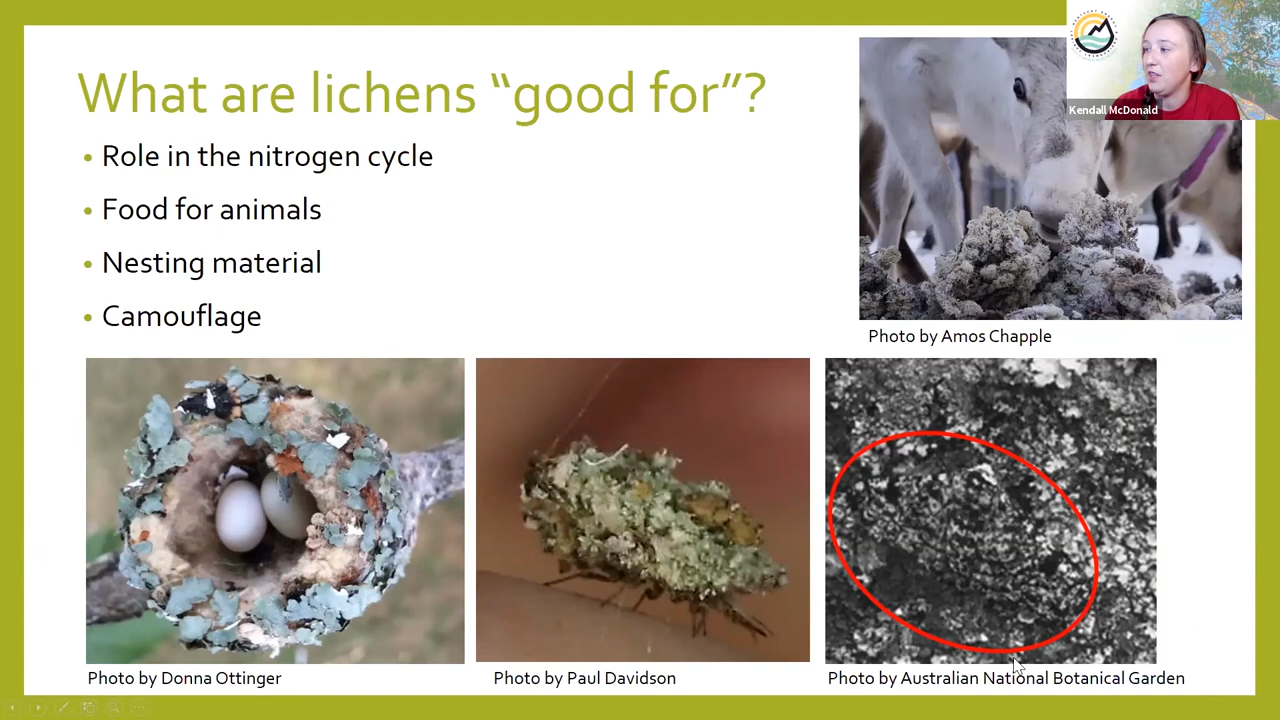 What are lichens “good for”?
• Role in the nitrogen cycle
• Food for animals
• Nesting material
• Camouflage
Kendall McDonald
Photo by Amos Chapple
Photo by Donna Ottinger
Photo by Paul Davidson
Photo by Australian National Botanical Garden